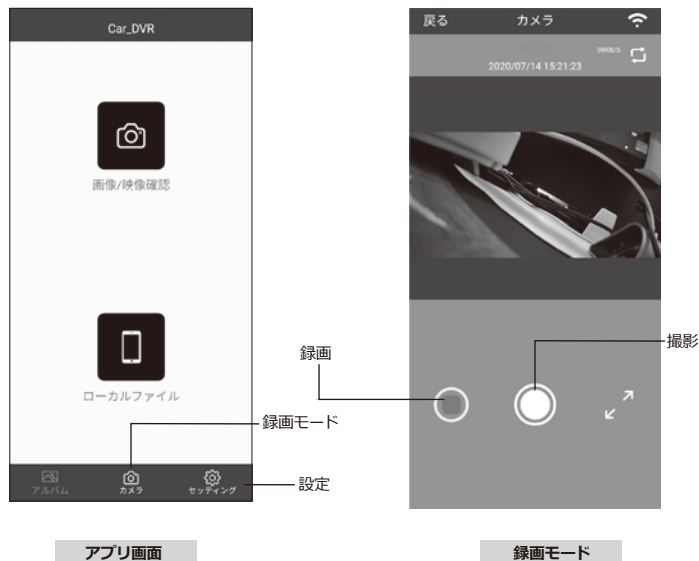 Car_DVR
画像/映像確認
ローカルファイル
アルバム
カメラ
セッティング
録画モード
設定
アプリ画面
戻る
カメラ
59MB/S
2020/07/14 15:21:23
録画
撮影
録画モード